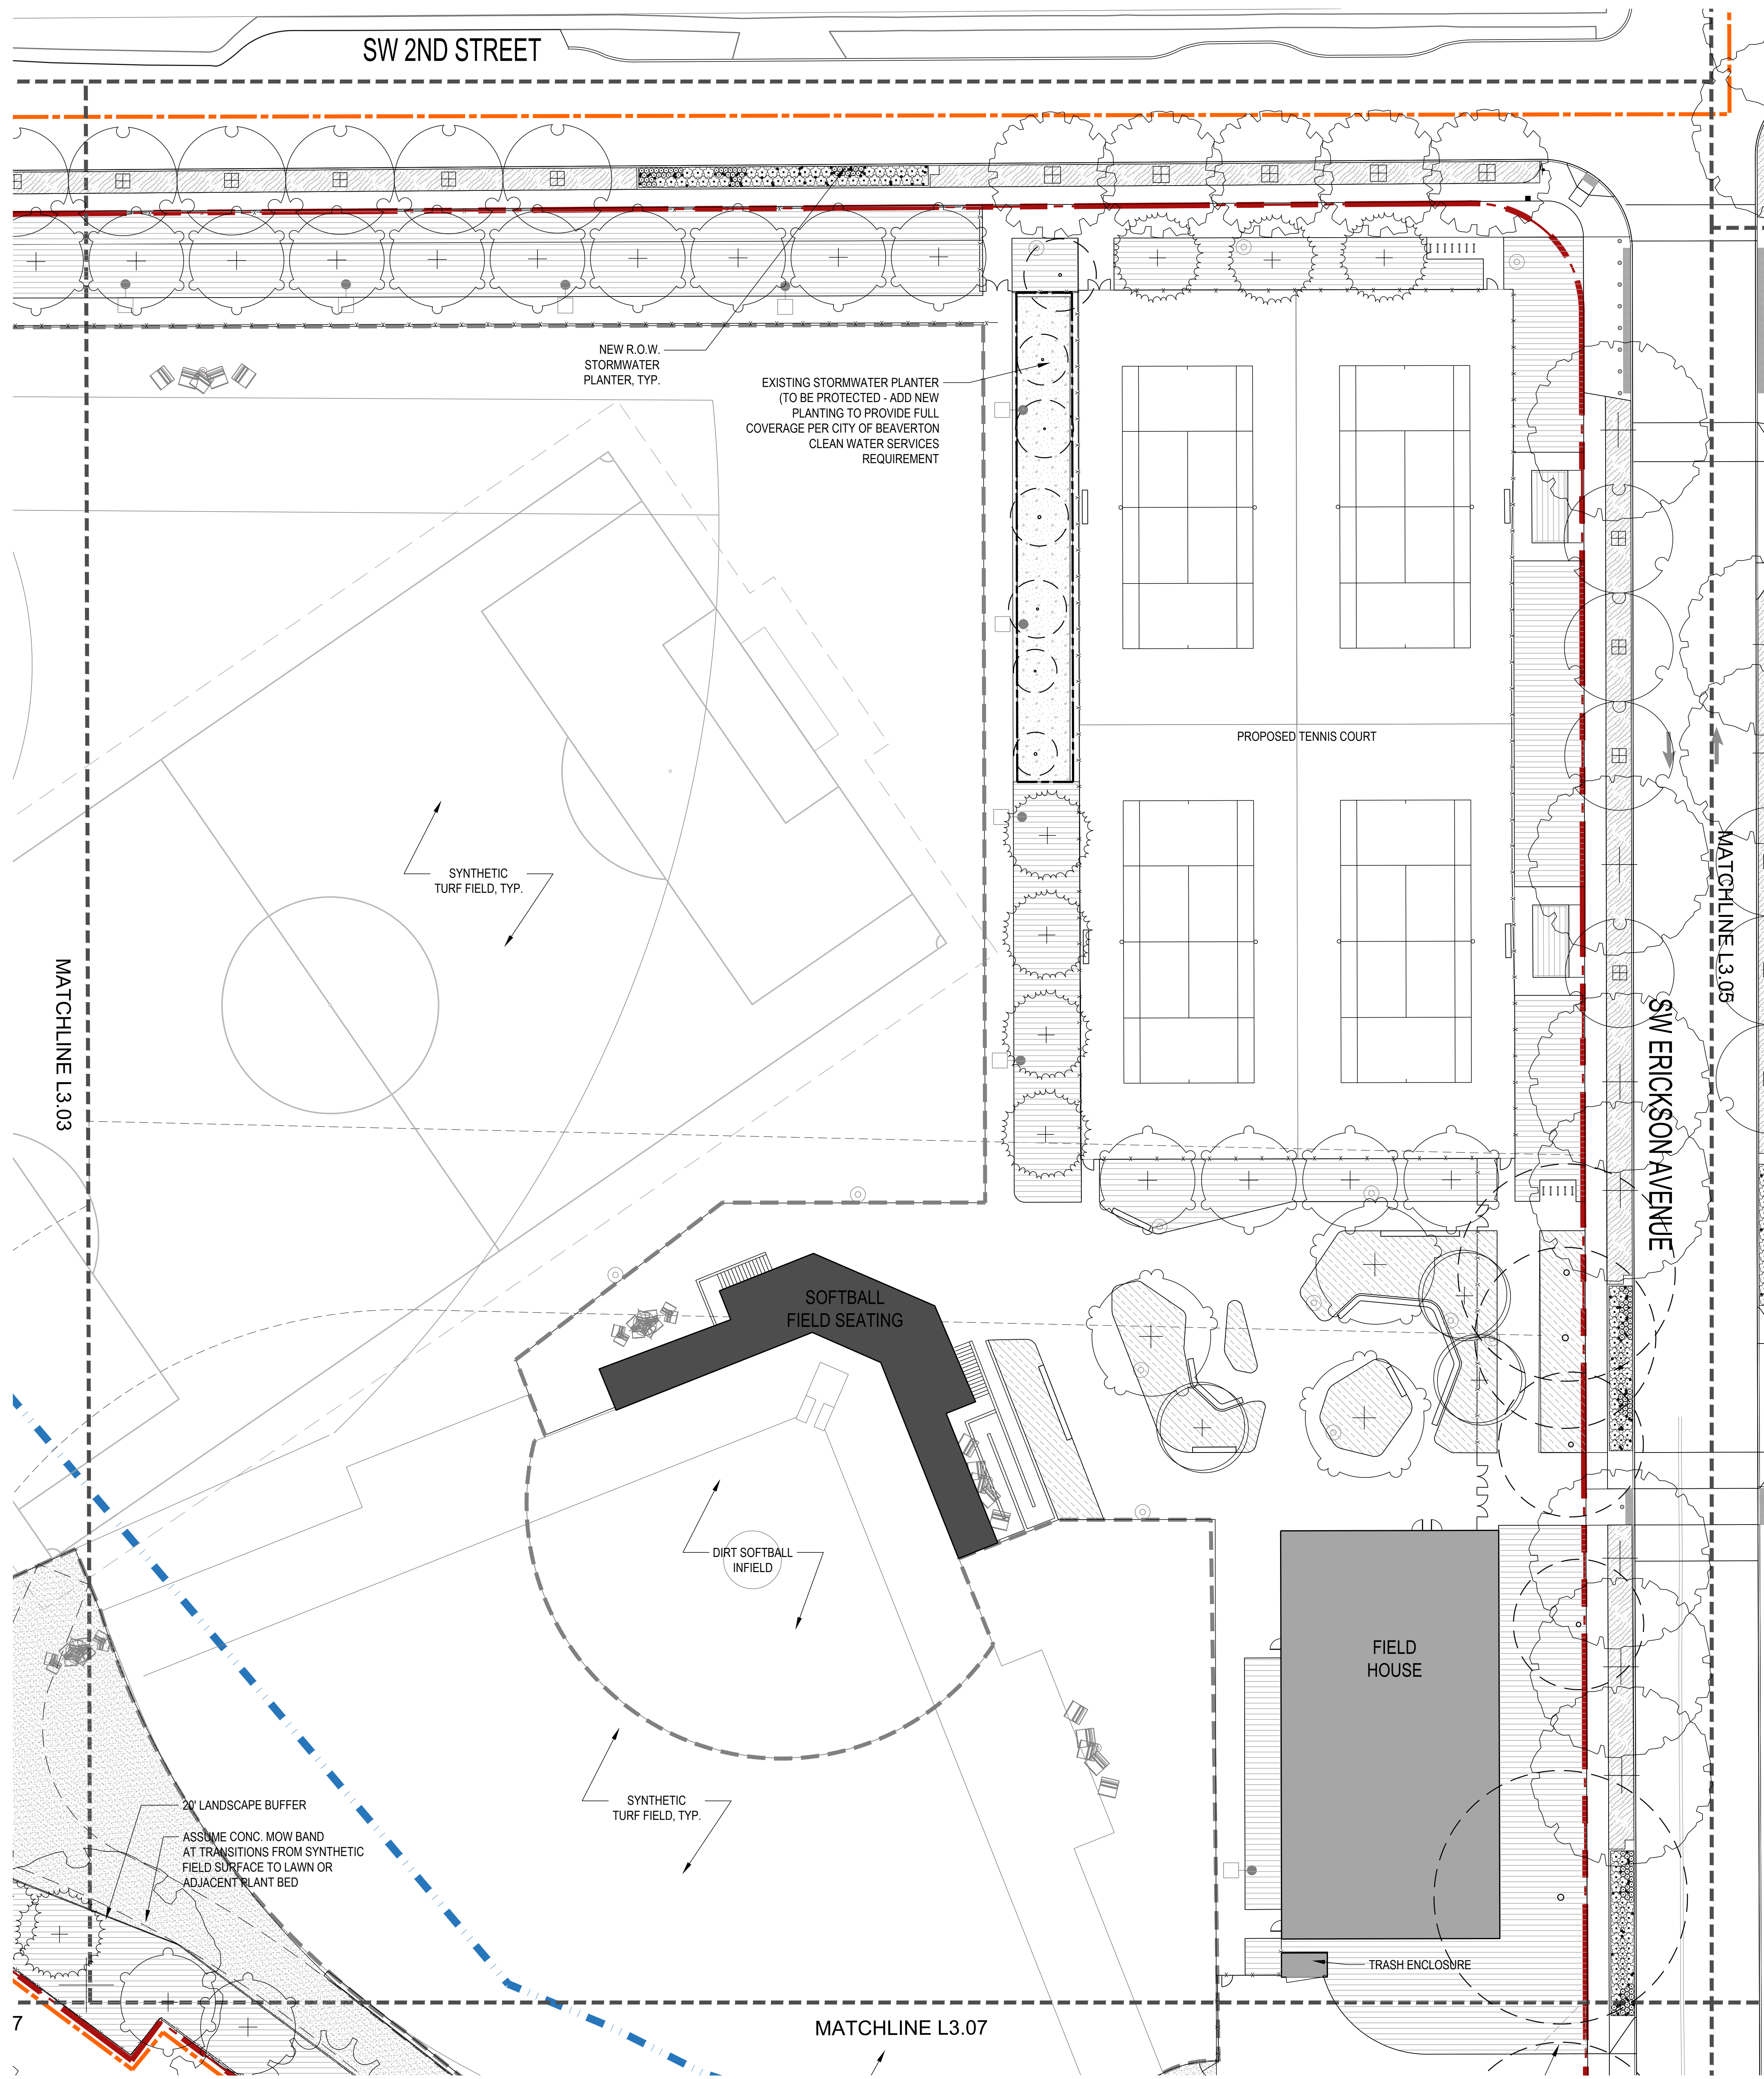 SW 2ND STREET
NEW R.O.W.
STORMWATER
PLANTER, TYP.
EXISTING STORMWATER PLANTER
(TO BE PROTECTED - ADD NEW
PLANTING TO PROVIDE FULL
COVERAGE PER CITY OF BEAVERTON
CLEAN WATER SERVICES
REQUIREMENT
PROPOSED TENNIS COURT
SYNTHETIC
TURF FIELD, TYP.
MATCHLINE L3.03
MATCHLINE L3.05
SW ERICKSON AVENUE
SOFTBALL
FIELD SEATING
DIRT SOFTBALL
INFIELD
FIELD
HOUSE
SYNTHETIC
TURF FIELD, TYP.
20' LANDSCAPE BUFFER
ASSUME CONC. MOW BAND
AT TRANSITIONS FROM SYNTHETIC
FIELD SURFACE TO LAWN OR
ADJACENT PLANT BED
TRASH ENCLOSURE
7
MATCHLINE L3.07